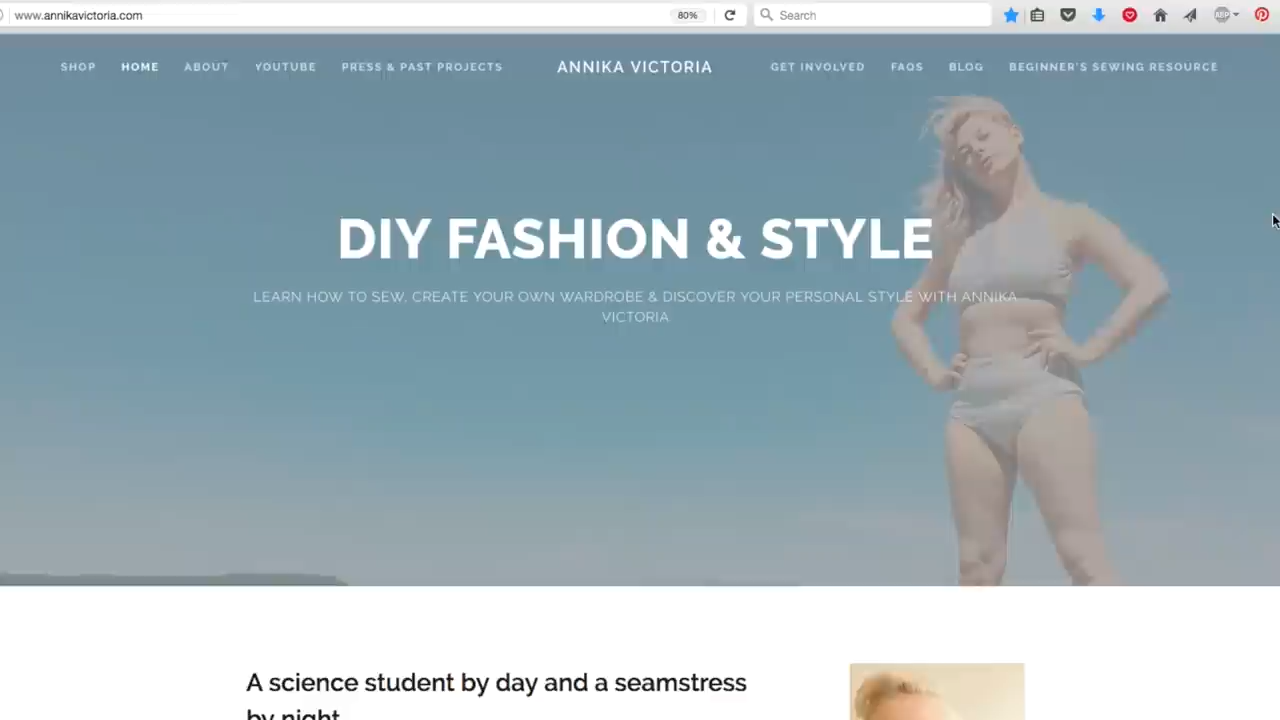 www.annikavictoria.com
80%
Search
SHOP HOME ABOUT YOUTUBE PRESS & PAST PROJECTS ANNIKA VICTORIA GET INVOLVED FAQS BLOG BEGINNER'S SEWING RESOURCE
DIY FASHION & STYLE
LEARN HOW TO SEW, CREATE YOUR OWN WARDROBE & DISCOVER YOUR PERSONAL STYLE WITH ANNIKA
VICTORIA
A science student by day and a seamstress
by night